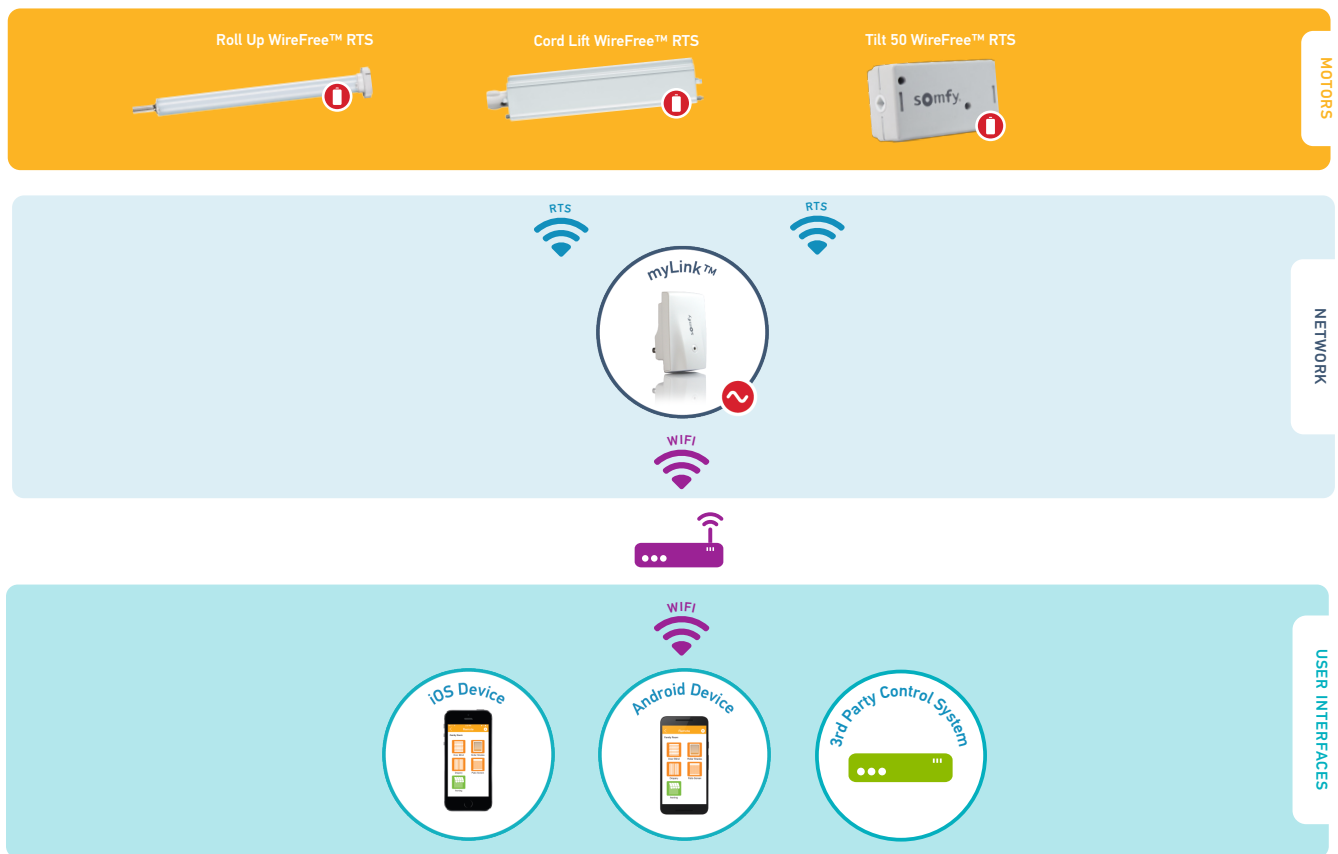 Roll Up WireFree™ RTS
Cord Lift WireFree™ RTS
Tilt 50 WireFree™ RTS
somfy.
MOTORS
RTS
RTS
myLink™
somfy.
NETWORK
WIFI
WIFI
iOS Device
Android Device
3rd Party Control System
USER INTERFACES